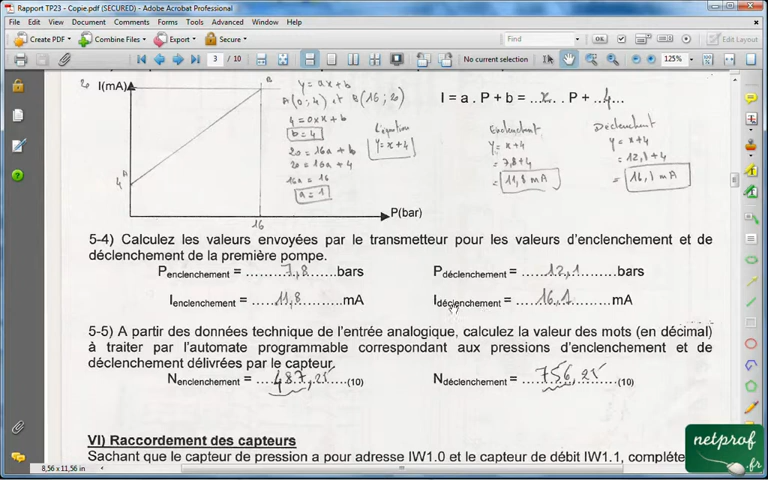 Rapport TP23 - Copie.pdf (SECURED) - Adobe Acrobat Professional
File Edit View Document Comments Forms Tools Advanced Window Help
Create PDF Combine Files Export Secure Find Edit Layout
3 / 10 No current selection 125%
20 I(mA) B
y = ax + b
A(0 ; 4) et B(16 ; 20)
4 = 0xx + b
b = 4
20 = 16a + b
20 = 16a + 4
16a = 16
a = 1
L'équation
y = x + 4
4 A
16
P(bar)
I = a . P + b = ...x... . P + ..4...
Enclenchement
y = x + 4
= 7,8 + 4
= 11,8 mA
Déclenchement
y = x + 4
= 12,1 + 4
= 16,1 mA
5-4) Calculez les valeurs envoyées par le transmetteur pour les valeurs d'enclenchement et de
déclenchement de la première pompe.
Penclenchement = .........7,8......... bars Pdéclenchement = .........12,1......... bars
Ienclenchement = .........11,8......... mA Idéclenchement = .........16,1......... mA
5-5) A partir des données technique de l'entrée analogique, calculez la valeur des mots (en décimal)
à traiter par l'automate programmable correspondant aux pressions d'enclenchement et de
déclenchement délivrées par le capteur.
Nenclenchement = .....487,25.....(10) Ndéclenchement = .....756,25.....(10)
VI) Raccordement des capteurs
Sachant que le capteur de pression a pour adresse IW1.0 et le capteur de débit IW1.1, compléte
8,56 x 11,56 in
netprof
.fr